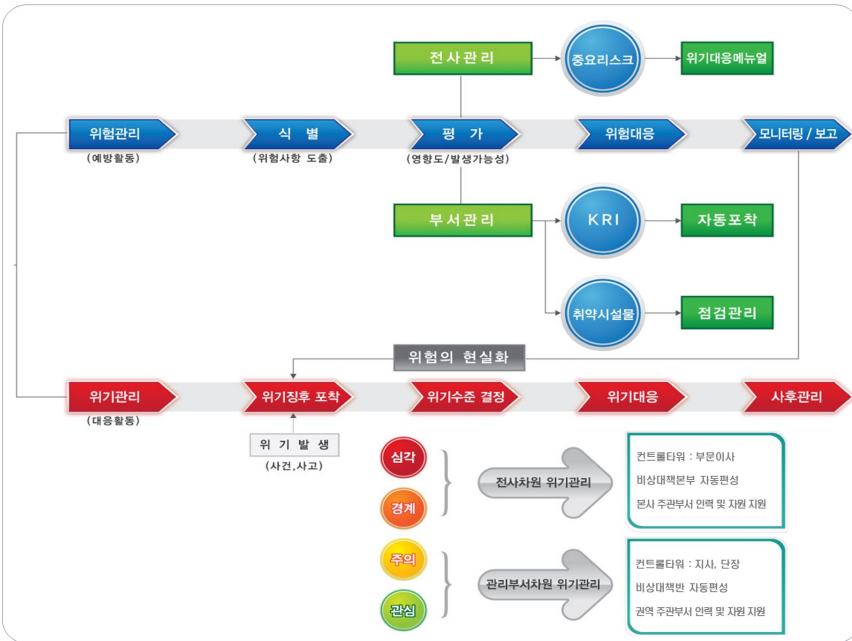 전사관리
중요리스크
위기대응메뉴얼
위험관리
(예방활동)
식 별
(위험사항 도출)
평 가
(영향도/발생가능성)
위험대응
모니터링 / 보고
부서관리
KRI
자동포착
취약시설물
점검관리
위험의 현실화
위기관리
(대응활동)
위기징후 포착
위기수준 결정
위기대응
사후관리
위 기 발 생
(사건,사고)
심각
경계
전사차원 위기관리
컨트롤타워 : 부문이사
비상대책본부 자동편성
본사 주관부서 인력 및 자원 지원
주의
관심
관리부서차원 위기관리
컨트롤타워 : 지사, 단장
비상대책반 자동편성
권역 주관부서 인력 및 자원 지원